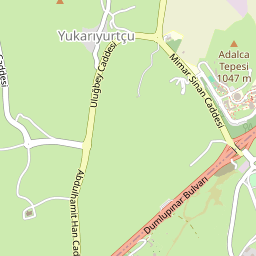 Yukarıyurtçu
Uluğbey Caddesi
Mimar Sinan Caddesi
Adalca
Tepesi
1047 m
Abdulhamit Han Cad
Dumlupınar Bulvarı